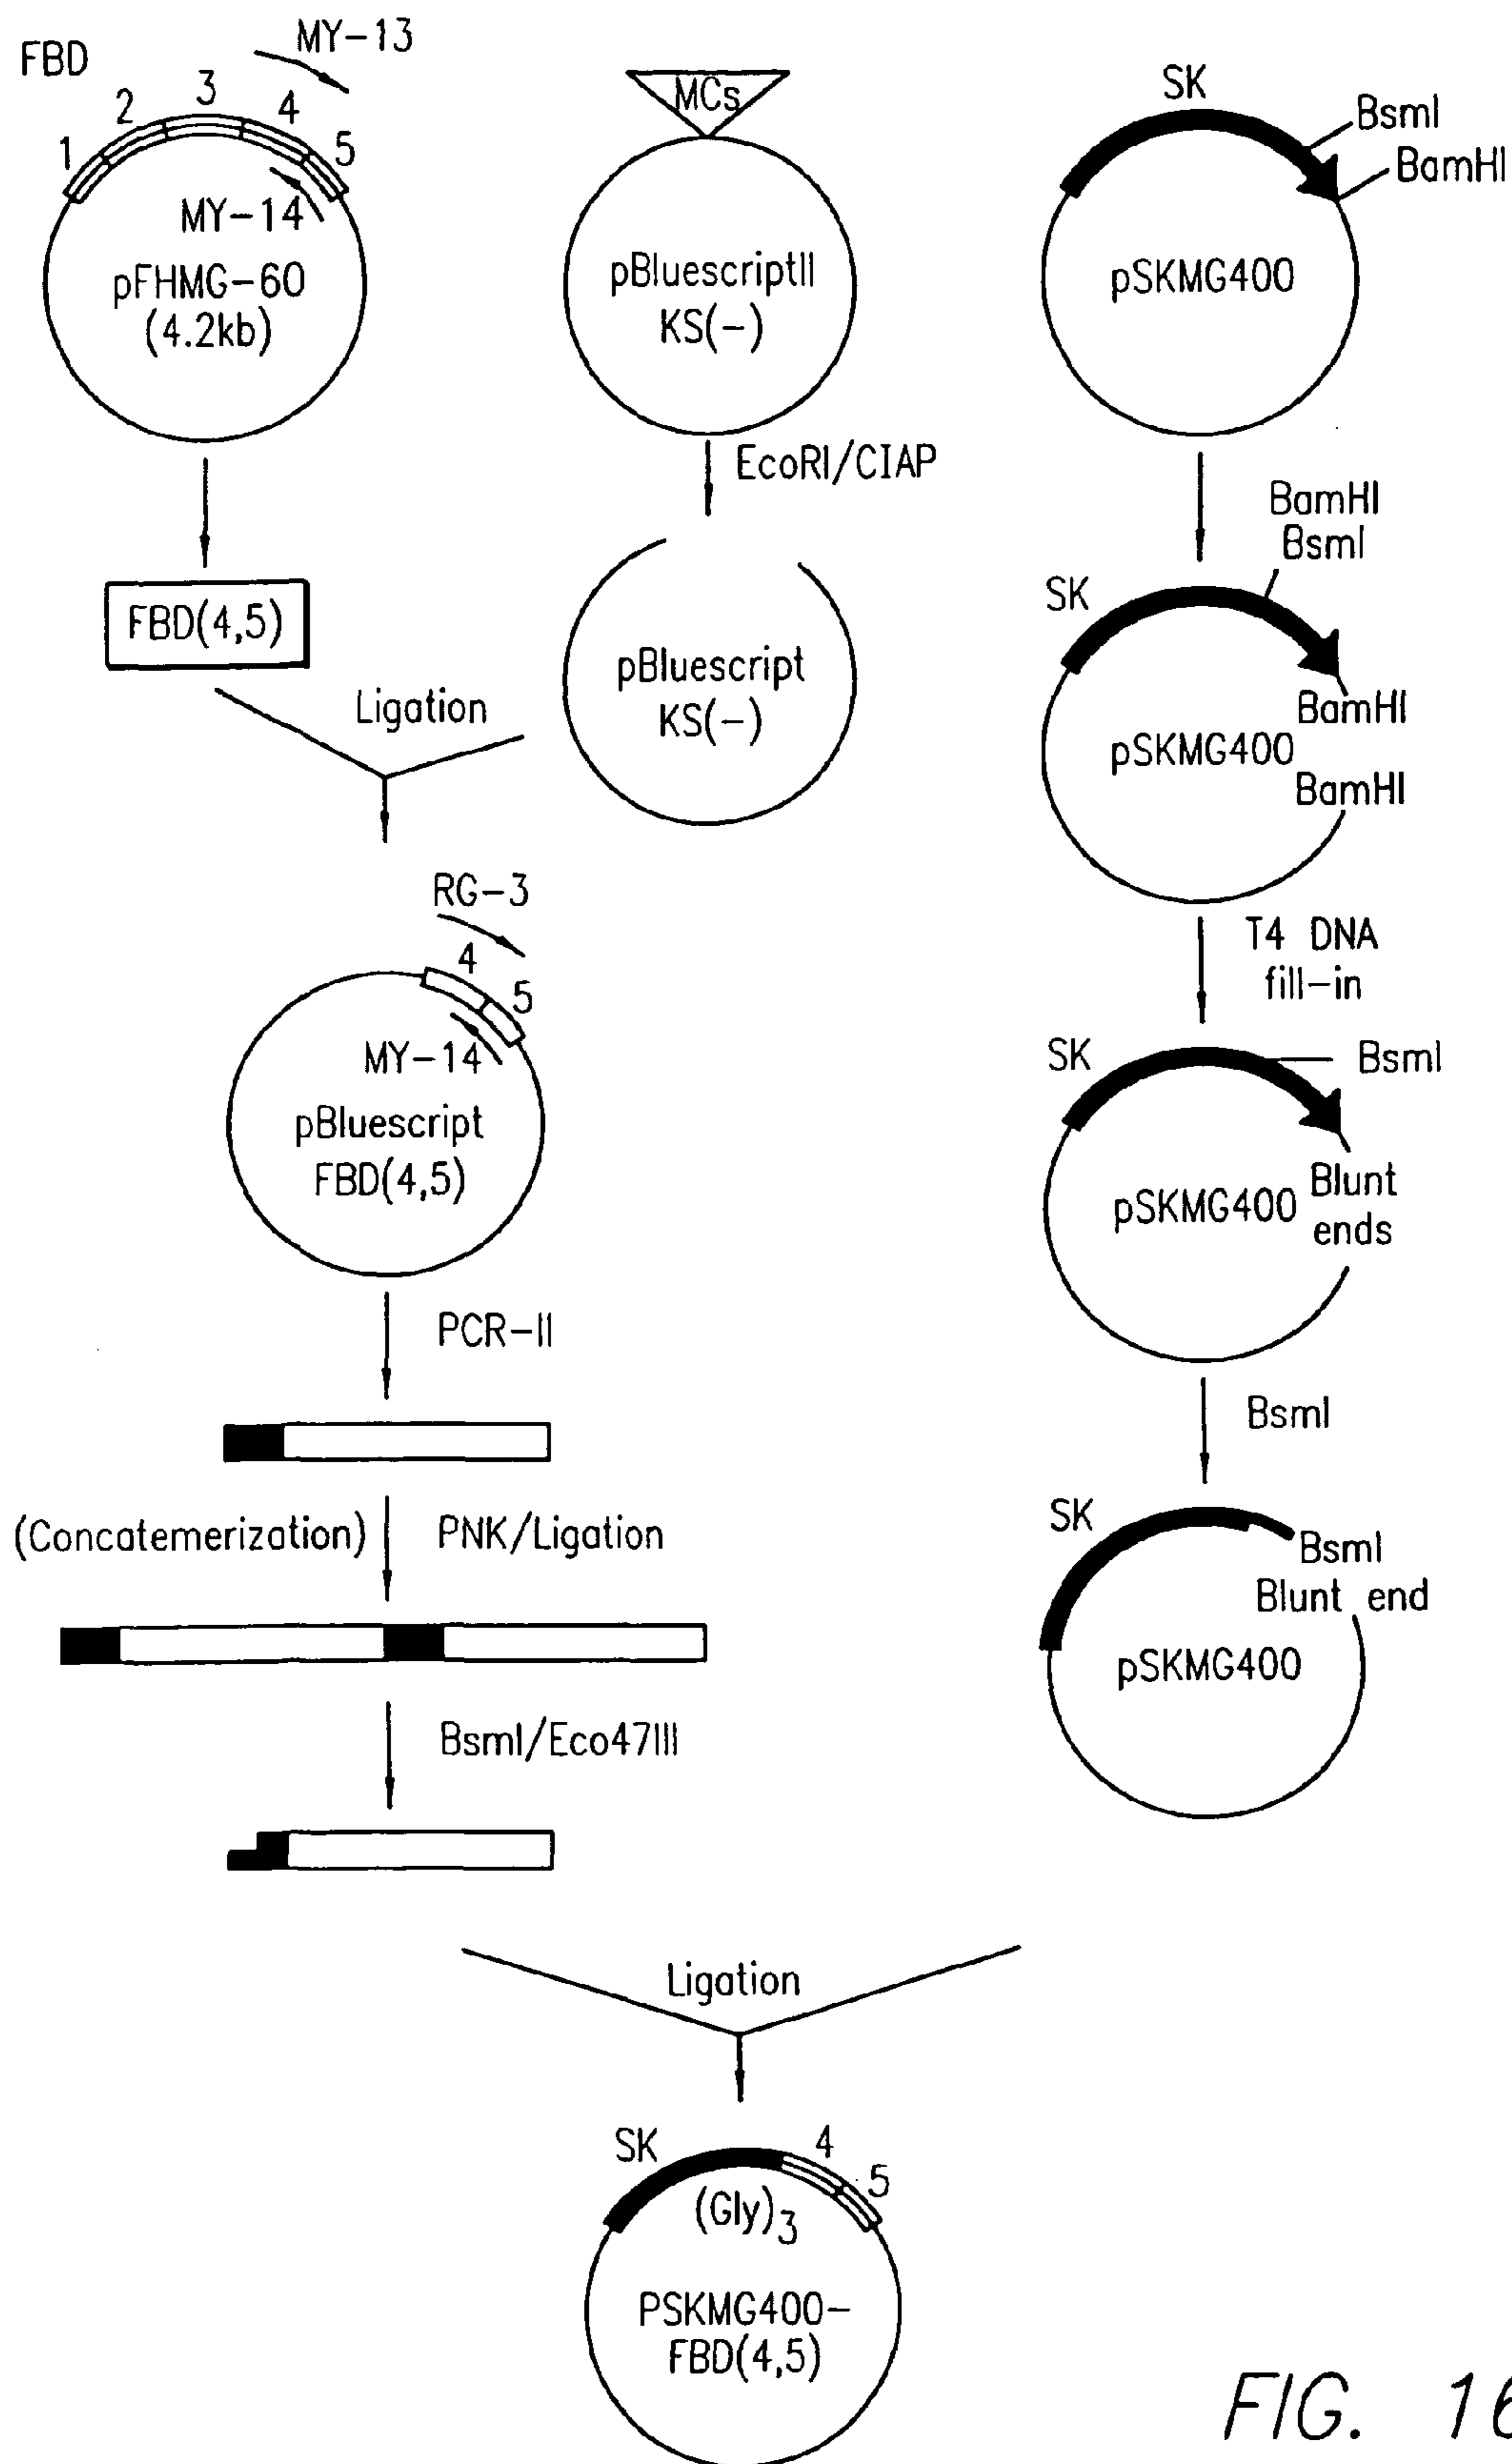 FBD
MY-13
1 2 3 4 5
MY-14
pFHMG-60
(4.2kb)
FBD(4,5)
MCs
pBluescriptII
KS(-)
EcoRI/CIAP
pBluescript
KS(-)
Ligation
RG-3
4
5
MY-14
pBluescript
FBD(4,5)
PCR-II
(Concatemerization)
PNK/Ligation
BsmI/Eco47III
SK
BsmI
BamHI
pSKMG400
BamHI
BsmI
SK
BamHI
pSKMG400
BamHI
T4 DNA
fill-in
SK
BsmI
pSKMG400
Blunt
ends
BsmI
SK
BsmI
Blunt end
pSKMG400
Ligation
SK
4
5
(Gly)3
PSKMG400-
FBD(4,5)
FIG. 16